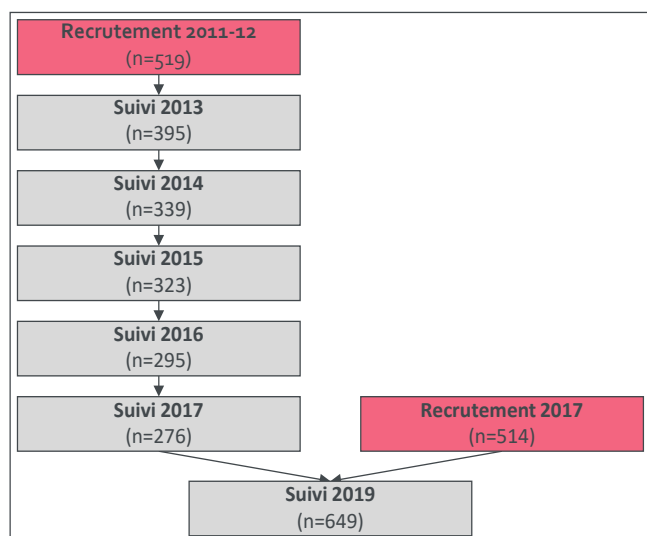 Recrutement 2011-12
(n=519)
Suivi 2013
(n=395)
Suivi 2014
(n=339)
Suivi 2015
(n=323)
Suivi 2016
(n=295)
Suivi 2017
(n=276)
Recrutement 2017
(n=514)
Suivi 2019
(n=649)